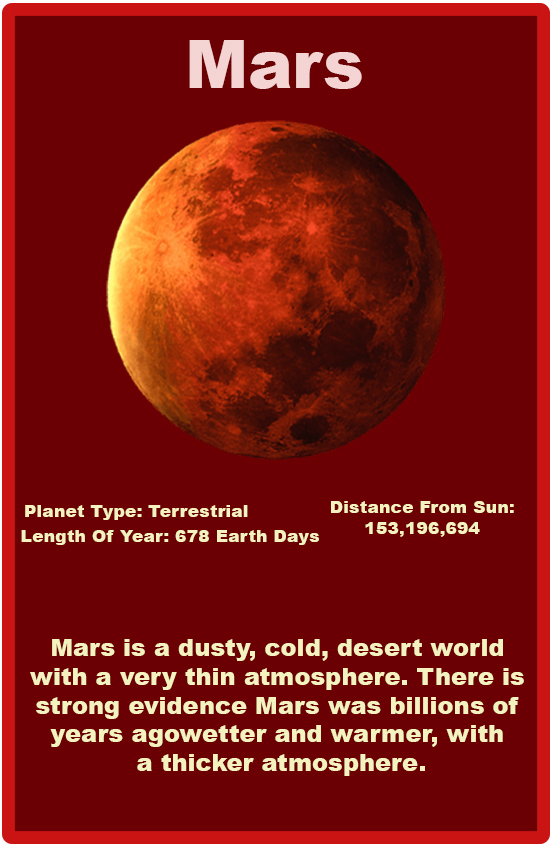 Mars
Planet Type: Terrestrial
Length Of Year: 678 Earth Days
Distance From Sun:
153,196,694
Mars is a dusty, cold, desert world
with a very thin atmosphere. There is
strong evidence Mars was billions of
years agowetter and warmer, with
a thicker atmosphere.